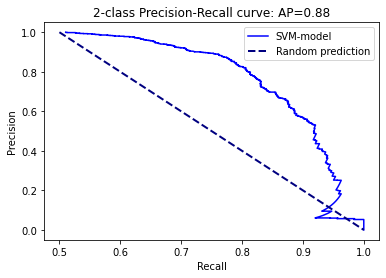 2-class Precision-Recall curve: AP=0.88
SVM-model
Random prediction
Precision
1.0
0.8
0.6
0.4
0.2
0.0
0.5
0.6
0.7
0.8
0.9
1.0
Recall